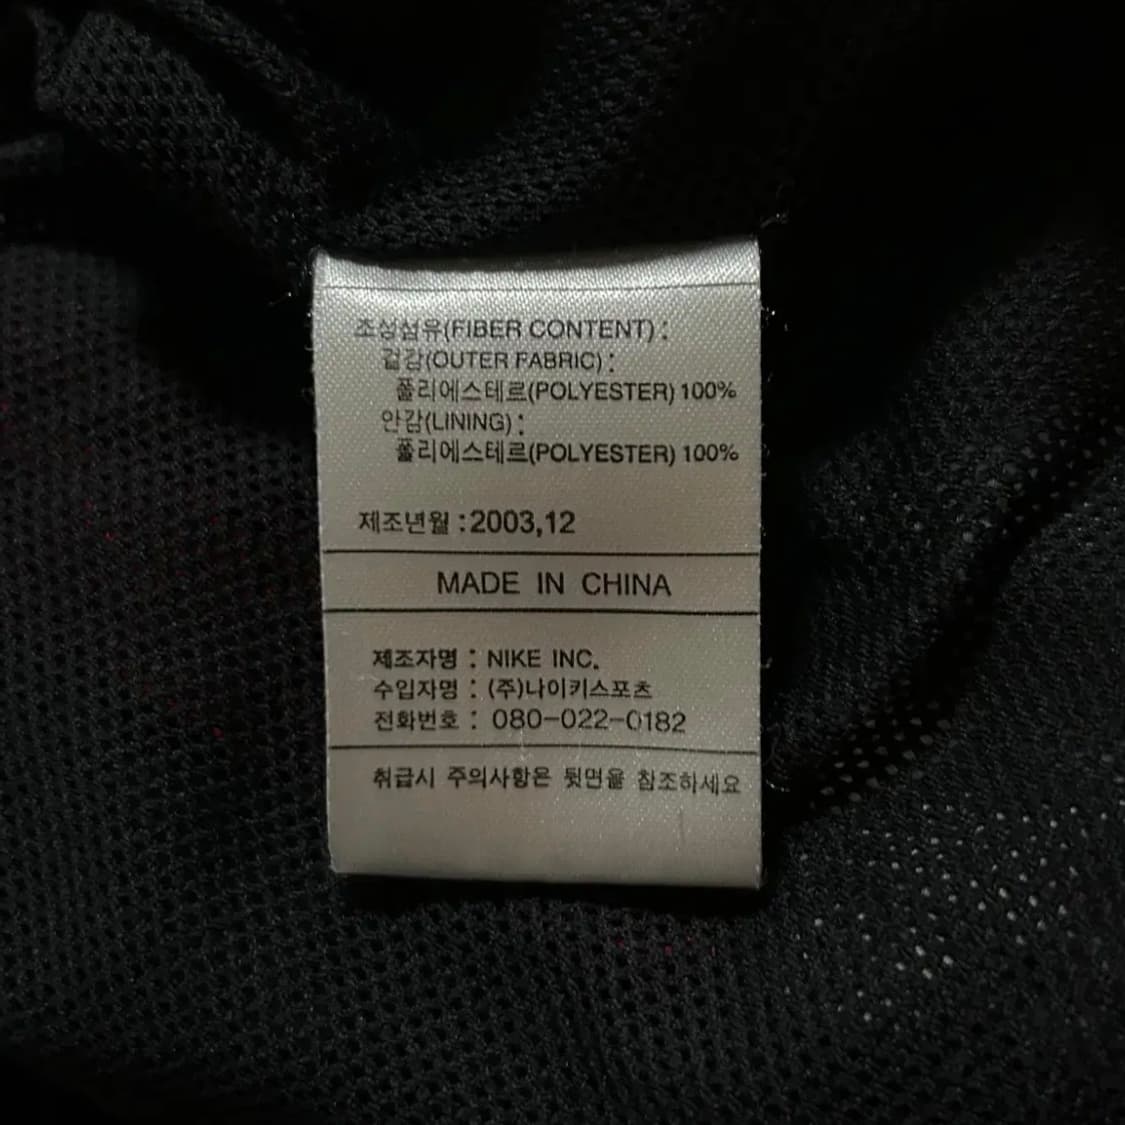 조성섬유(FIBER CONTENT) :
겉감(OUTER FABRIC) :
폴리에스테르(POLYESTER) 100%
안감(LINING) :
폴리에스테르(POLYESTER) 100%
제조년월 : 2003,12
MADE IN CHINA
제조자명 : NIKE INC.
수입자명 : (주)나이키스포츠
전화번호 : 080-022-0182
취급시 주의사항은 뒷면을 참조하세요